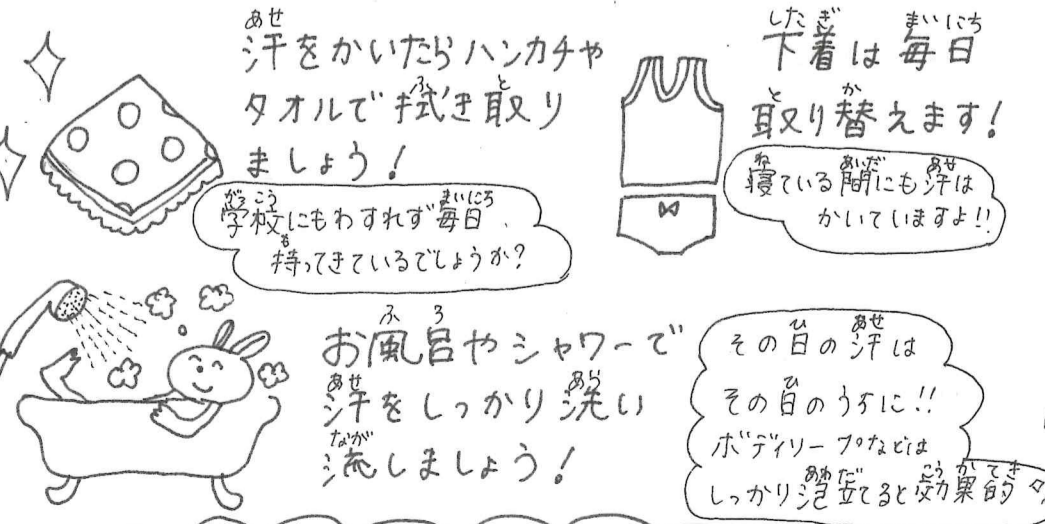 汗をかいたらハンカチや
タオルで拭き取り
ましょう!
学校にもわすれず毎日
持ってきているでしょうか?
下着は毎日
取り替えます!
寝ている間にも汗は
かいていますよ!!
お風呂やシャワーで
汗をしっかり洗い
流しましょう!
その日の汗は
その日のうちに!!
ボディソープなどは
しっかり泡立てると効果的